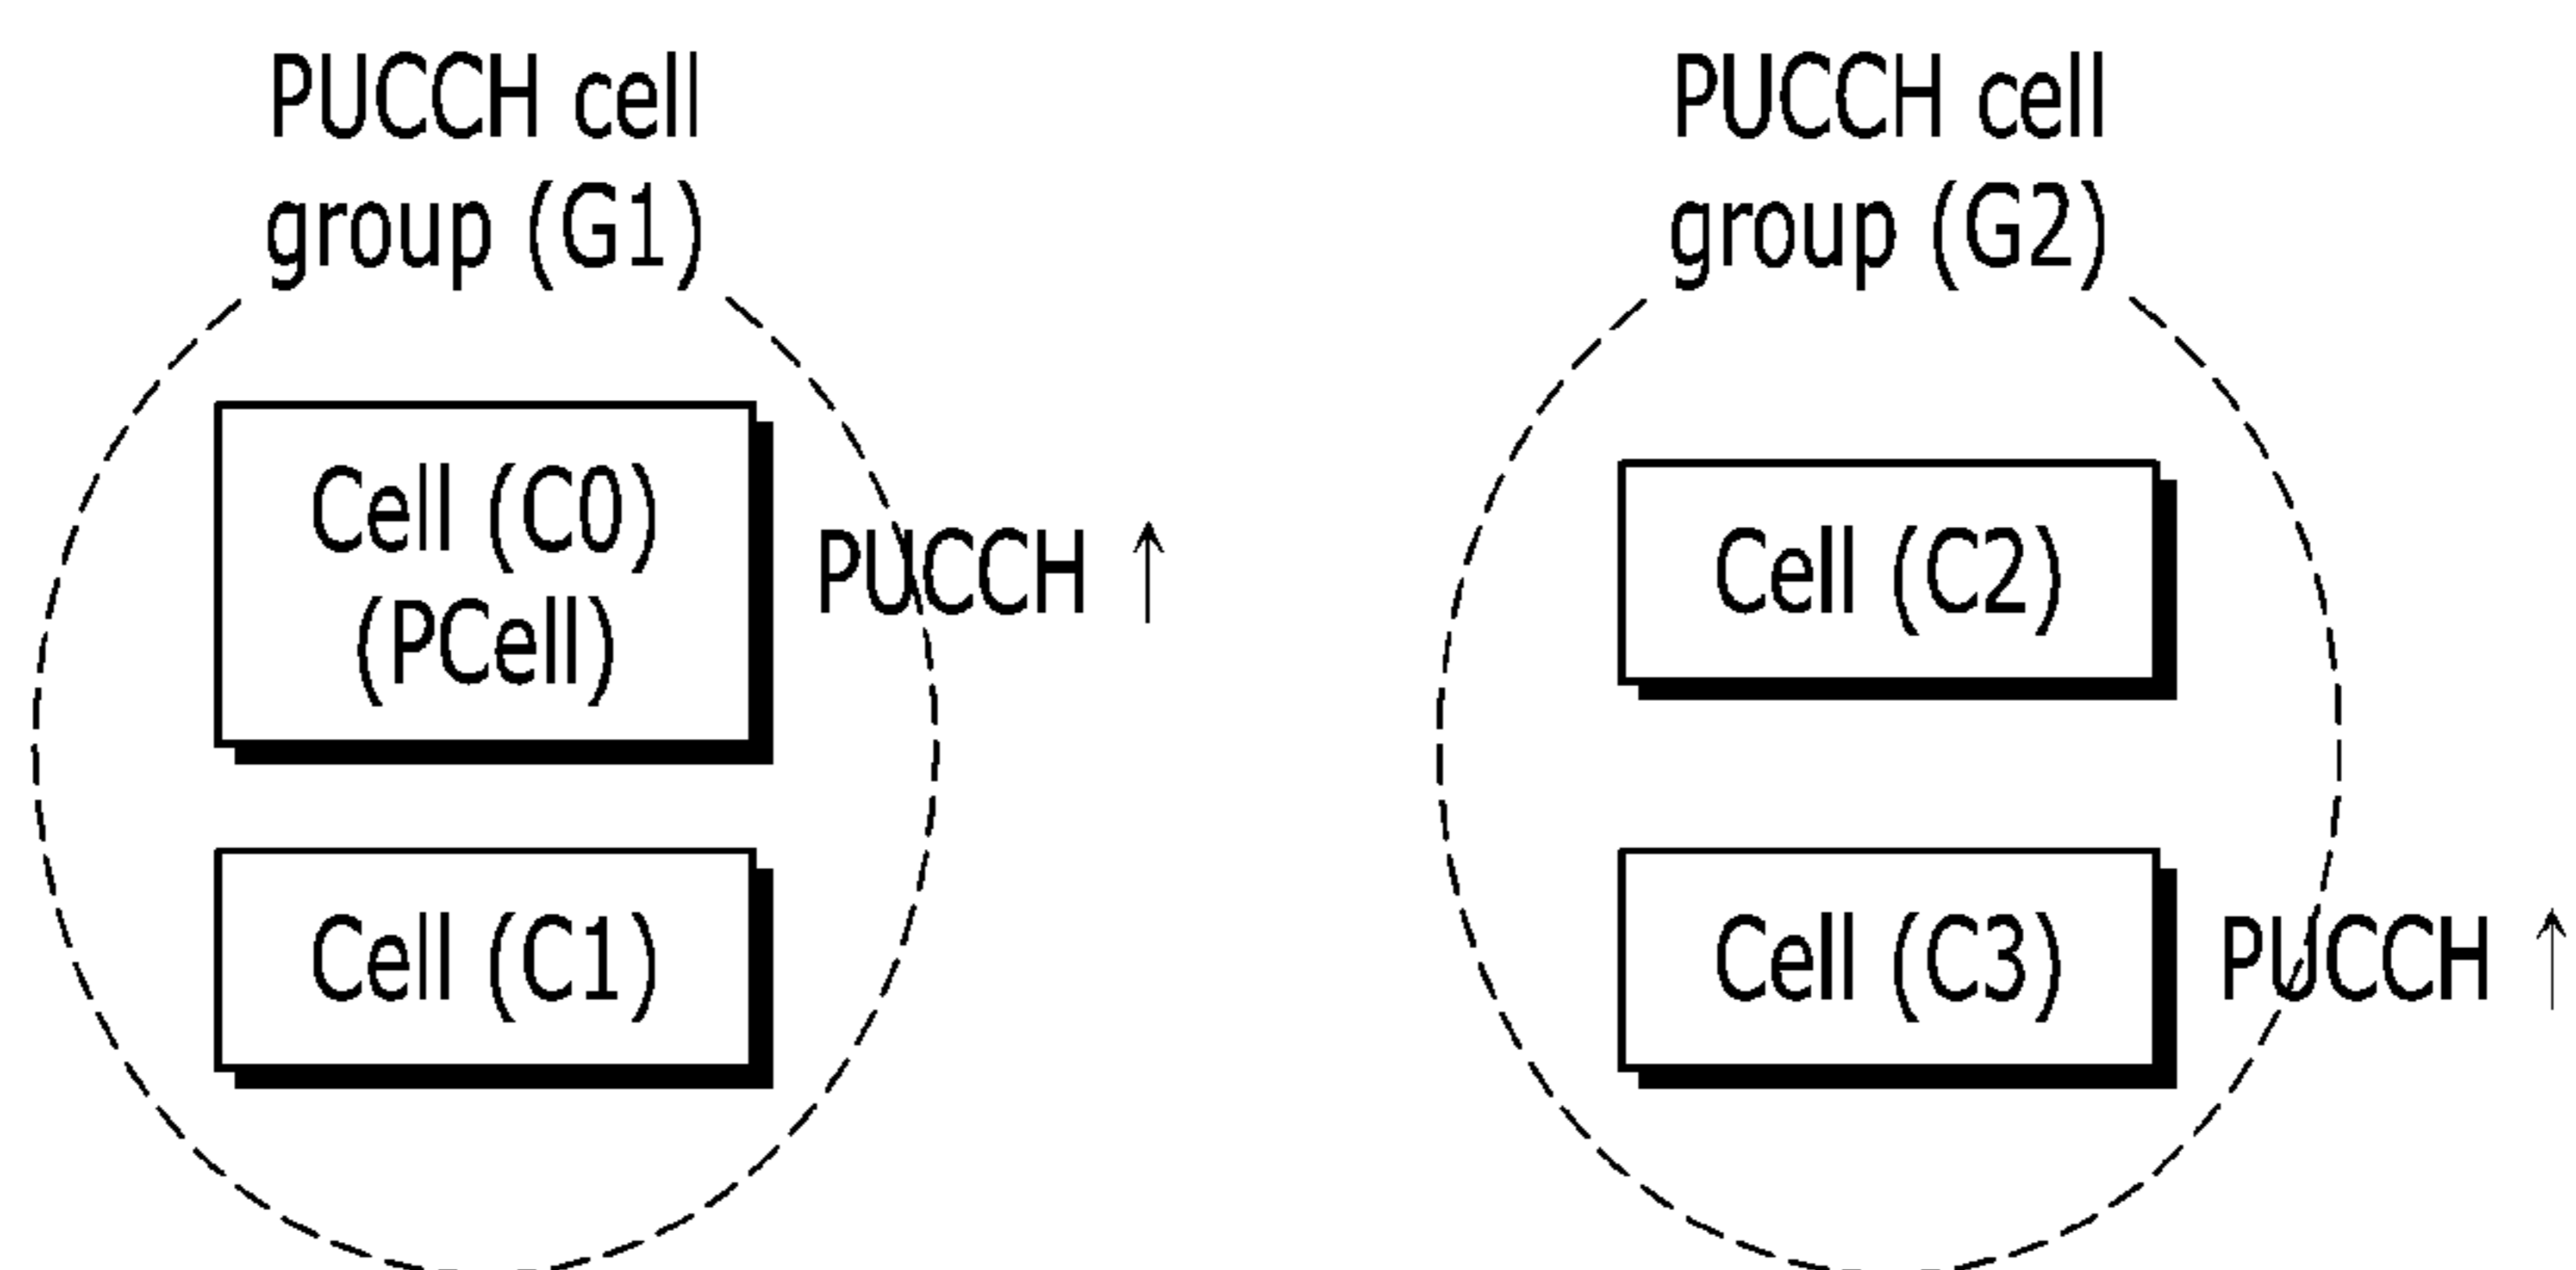 PUCCH cell
group (G1)
Cell (C0)
(PCell)
PUCCH ↑
Cell (C1)
PUCCH cell
group (G2)
Cell (C2)
Cell (C3)
PUCCH ↑